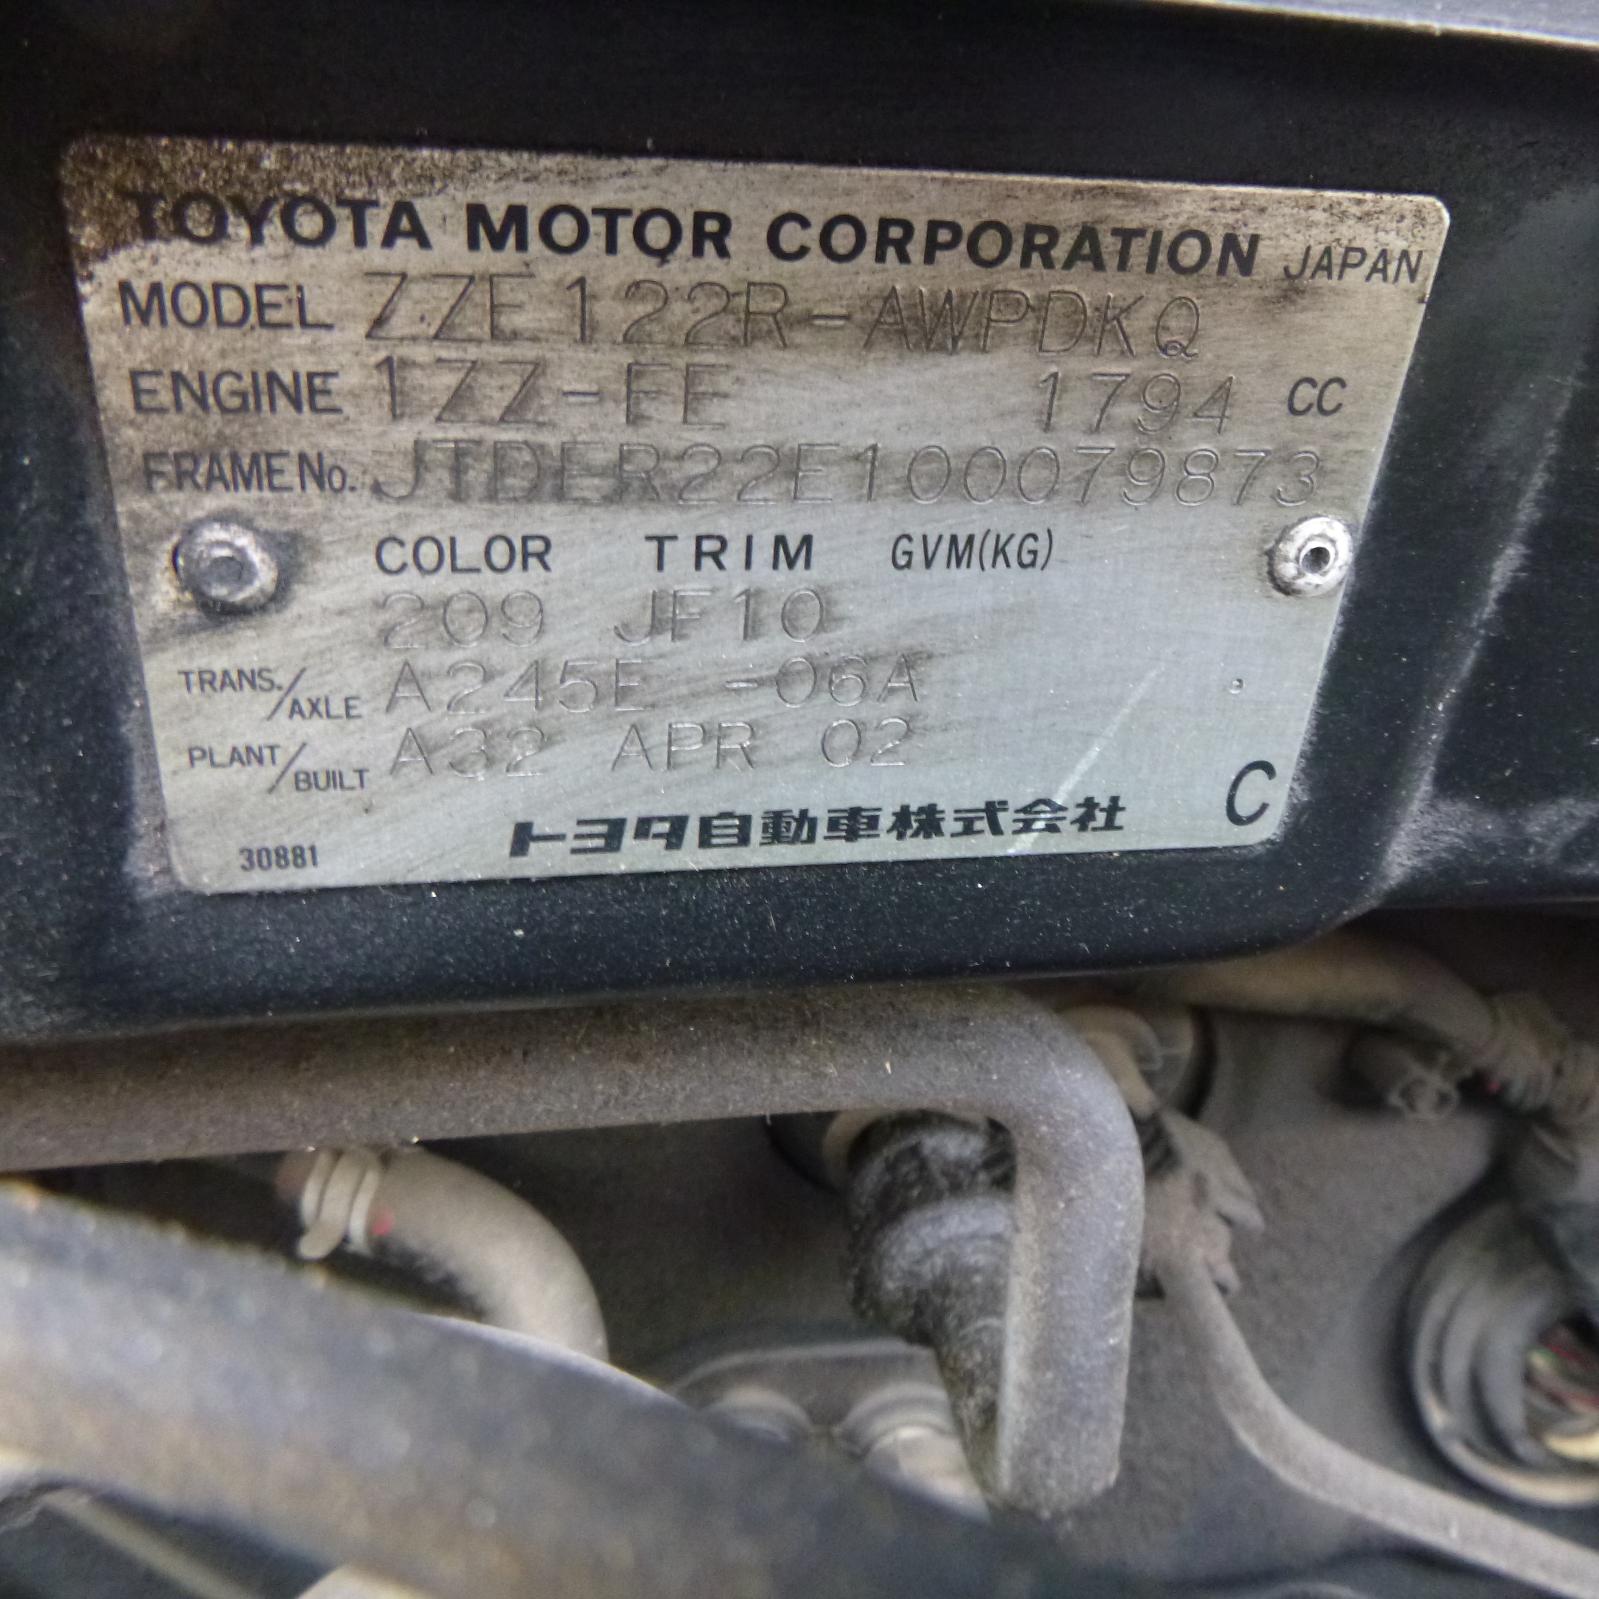 TOYOTA MOTOR CORPORATION JAPAN
MODEL ZZE122R-AWPDKQ
ENGINE 1ZZ-FE 1794 CC
FRAME No. JTDER22E100079873
COLOR TRIM GVM(KG)
209 JF10
TRANS./AXLE A245E -06A
PLANT/BUILT A32 APR 02
トヨタ自動車株式会社 C
30881